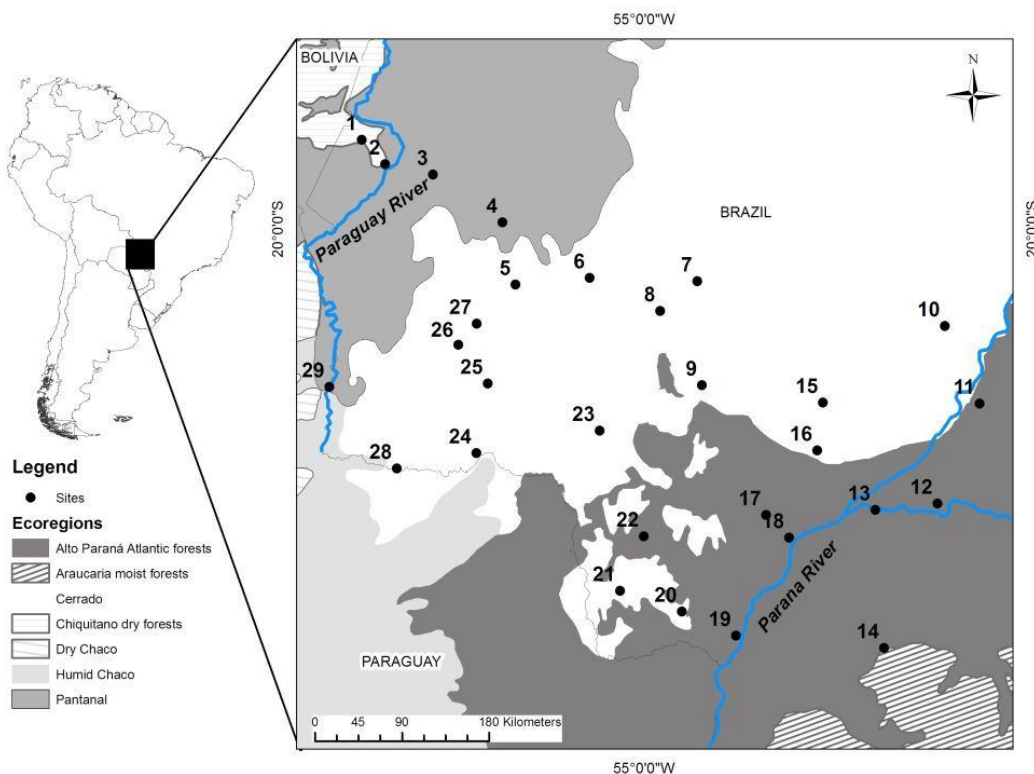 55°0'0"W
BOLIVIA
N
1
2
3
Paraguay River
4
BRAZIL
20°0'0"S
20°0'0"S
5
6
7
8
27
26
10
29
25
9
15
11
23
16
24
28
Legend
Sites
Ecoregions
Alto Paraná Atlantic forests
Araucaria moist forests
Cerrado
Chiquitano dry forests
Dry Chaco
Humid Chaco
Pantanal
17
18
13
12
22
21
20
19
Parana River
14
PARAGUAY
0 45 90 180 Kilometers
55°0'0"W